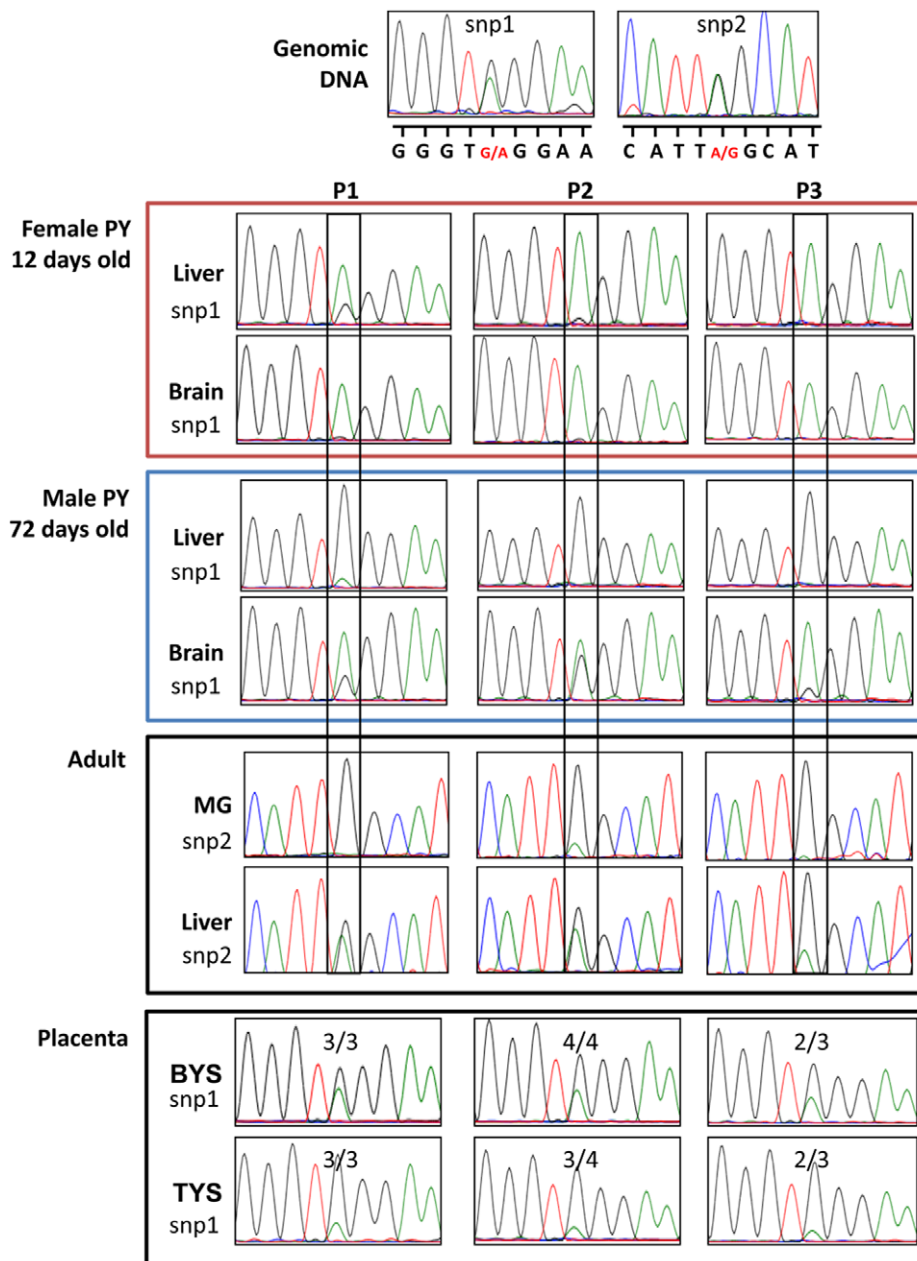 Genomic DNA
snp1
snp2
G G G T G/A G G A A
C A T T A/G G C A T
P1
P2
P3
Female PY
12 days old
Liver
snp1
Brain
snp1
Male PY
72 days old
Liver
snp1
Brain
snp1
Adult
MG
snp2
Liver
snp2
Placenta
BYS
snp1
3/3
4/4
2/3
TYS
snp1
3/3
3/4
2/3